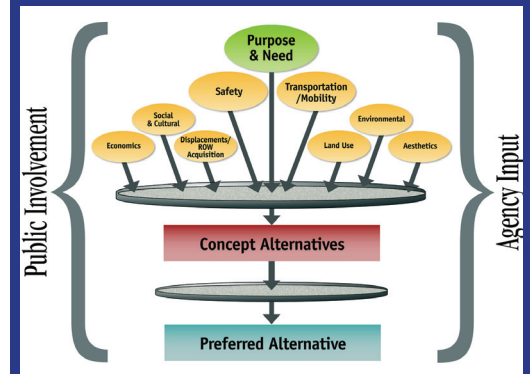 Public Involvement
Purpose
& Need
Safety
Transportation
/Mobility
Social
& Cultural
Environmental
Economics
Displacements/
ROW
Acquisition
Land Use
Aesthetics
Concept Alternatives
Preferred Alternative
Agency Input